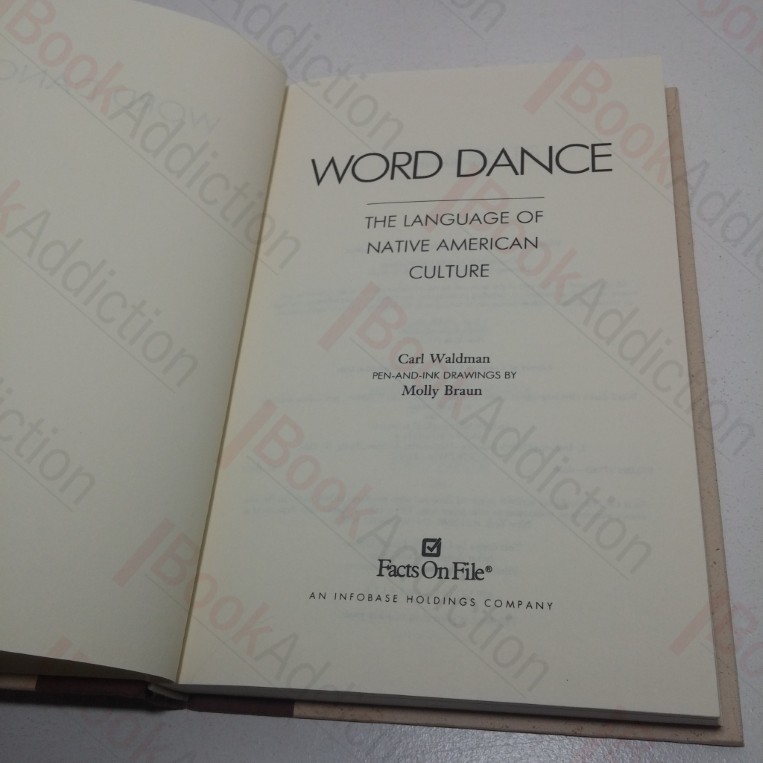 WORD DANCE
THE LANGUAGE OF
NATIVE AMERICAN
CULTURE
Carl Waldman
PEN-AND-INK DRAWINGS BY
Molly Braun
Facts On File®
AN INFOBASE HOLDINGS COMPANY
BookAddiction